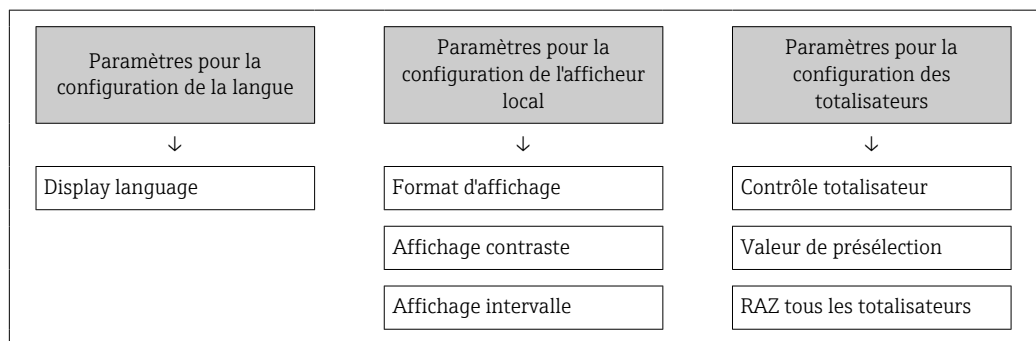 Paramètres pour la
configuration de la langue
↓
Display language
Paramètres pour la
configuration de l'afficheur
local
↓
Format d'affichage
Affichage contraste
Affichage intervalle
Paramètres pour la
configuration des
totalisateurs
↓
Contrôle totalisateur
Valeur de présélection
RAZ tous les totalisateurs